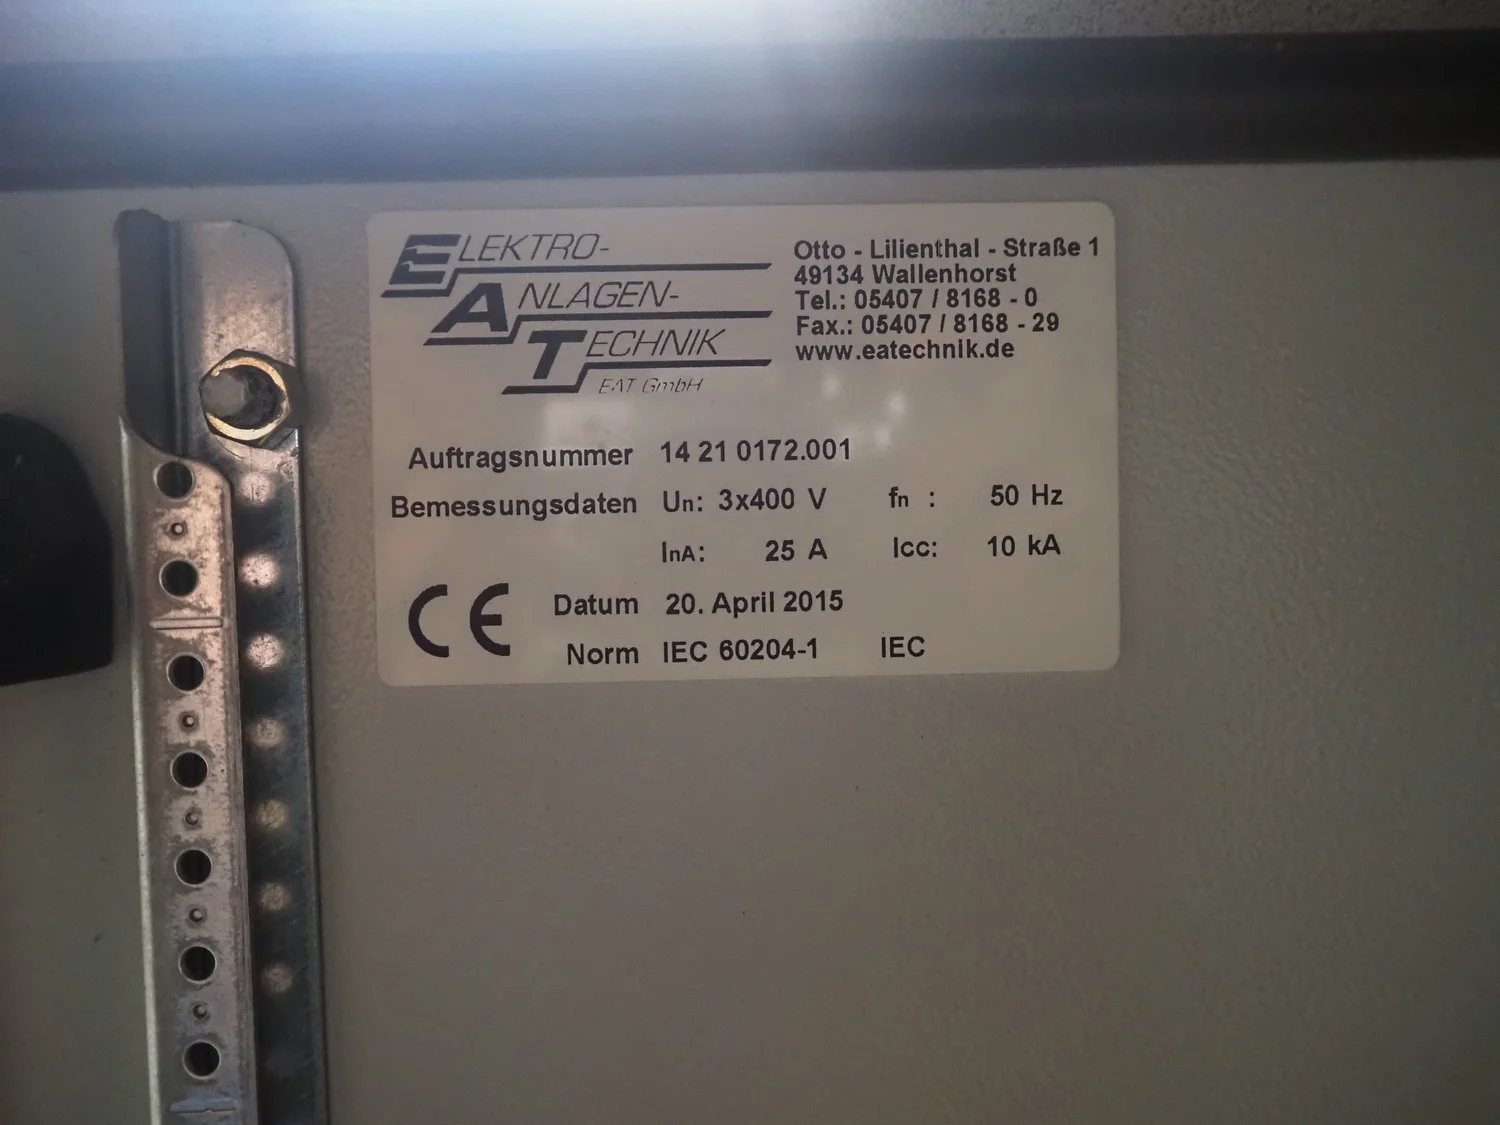 ELEKTRO-
ANLAGEN-
TECHNIK
EAT GmbH
Otto - Lilienthal - Straße 1
49134 Wallenhorst
Tel.: 05407 / 8168 - 0
Fax.: 05407 / 8168 - 29
www.eatechnik.de
Auftragsnummer 14 21 0172.001
Bemessungsdaten Un: 3x400 V fn : 50 Hz
InA: 25 A Icc: 10 kA
CE Datum 20. April 2015
Norm IEC 60204-1 IEC